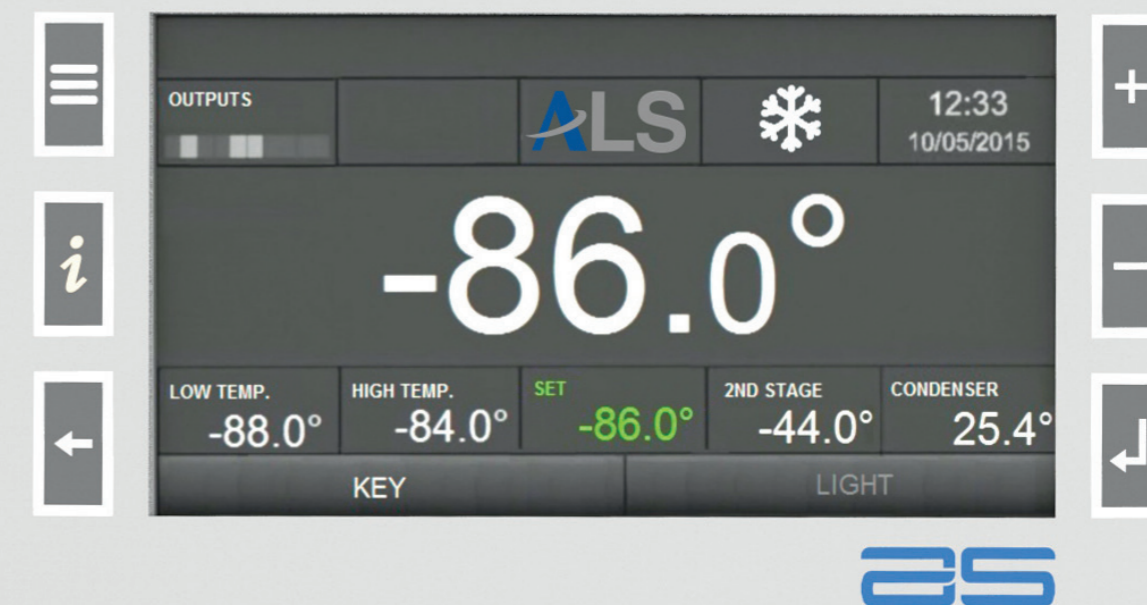 OUTPUTS
ALS
12:33
10/05/2015
-86.0°
LOW TEMP.
-88.0°
HIGH TEMP.
-84.0°
SET
-86.0°
2ND STAGE
-44.0°
CONDENSER
25.4°
KEY
LIGHT
as